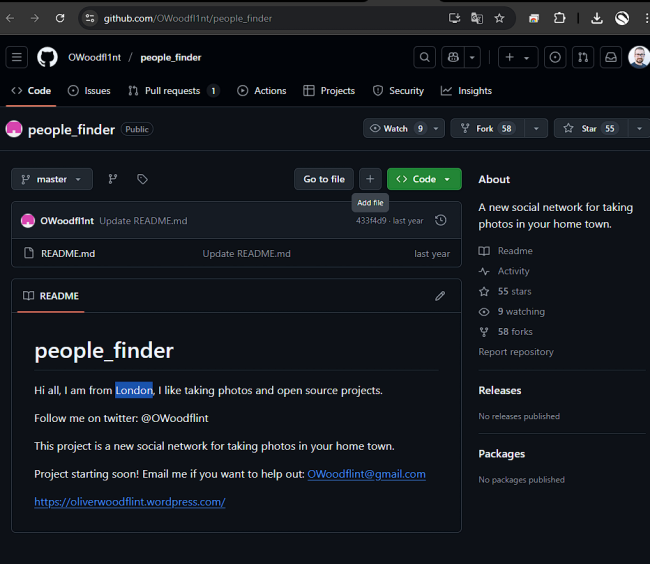 github.com/OWoodfl1nt/people_finder
OWoodfl1nt / people_finder
Code Issues Pull requests 1 Actions Projects Security Insights
people_finder Public Watch 9 Fork 58 Star 55
master Go to file Code
Add file
OWoodfl1nt Update README.md 433f4d9 · last year
README.md Update README.md last year
README
people_finder
Hi all, I am from London, I like taking photos and open source projects.
Follow me on twitter: @OWoodflint
This project is a new social network for taking photos in your home town.
Project starting soon! Email me if you want to help out: OWoodflint@gmail.com
https://oliverwoodflint.wordpress.com/
About
A new social network for taking
photos in your home town.
Readme
Activity
55 stars
9 watching
58 forks
Report repository
Releases
No releases published
Packages
No packages published